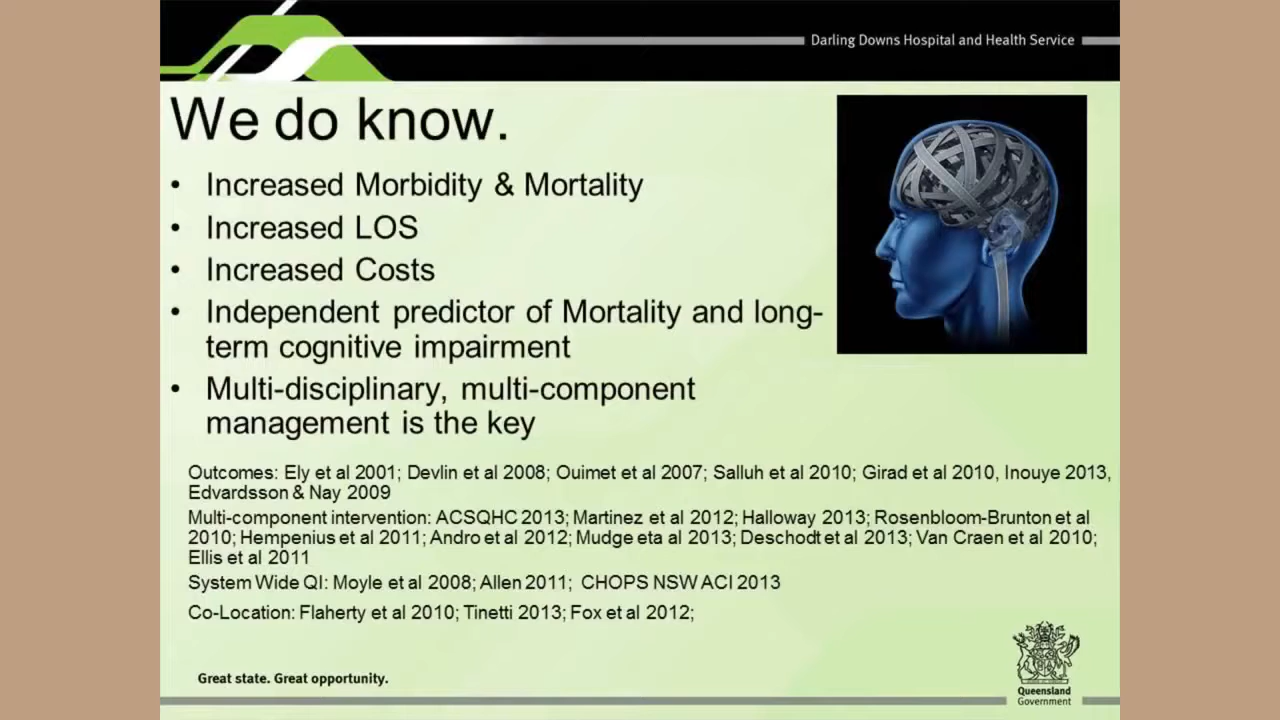 Darling Downs Hospital and Health Service
We do know.
• Increased Morbidity & Mortality
• Increased LOS
• Increased Costs
• Independent predictor of Mortality and long-
term cognitive impairment
• Multi-disciplinary, multi-component
management is the key
Outcomes: Ely et al 2001; Devlin et al 2008; Ouimet et al 2007; Salluh et al 2010; Girad et al 2010, Inouye 2013,
Edvardsson & Nay 2009
Multi-component intervention: ACSQHC 2013; Martinez et al 2012; Halloway 2013; Rosenbloom-Brunton et al
2010; Hempenius et al 2011; Andro et al 2012; Mudge eta al 2013; Deschodt et al 2013; Van Craen et al 2010;
Ellis et al 2011
System Wide QI: Moyle et al 2008; Allen 2011; CHOPS NSW ACI 2013
Co-Location: Flaherty et al 2010; Tinetti 2013; Fox et al 2012;
Great state. Great opportunity.
Queensland
Government